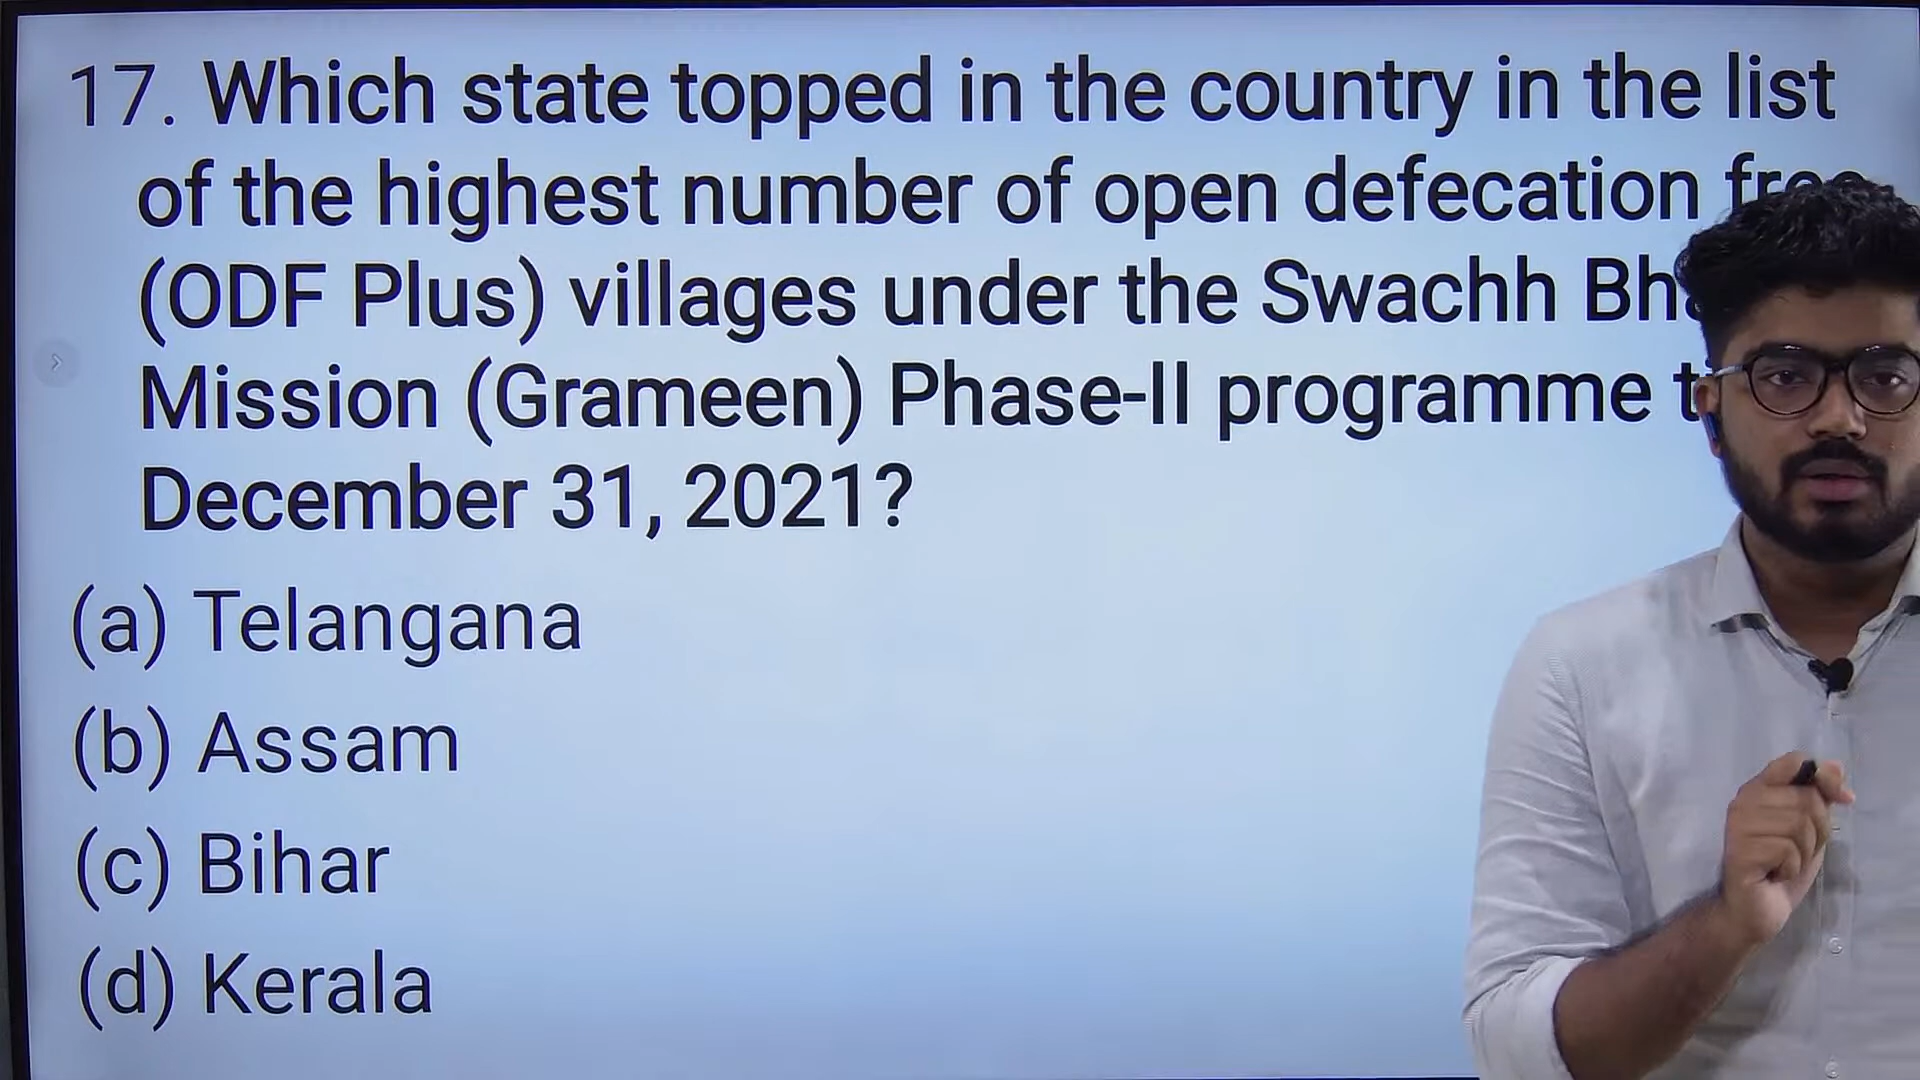 17. Which state topped in the country in the list
of the highest number of open defecation
(ODF Plus) villages under the Swachh
Mission (Grameen) Phase-II programme
December 31, 2021?
(a) Telangana
(b) Assam
(c) Bihar
(d) Kerala